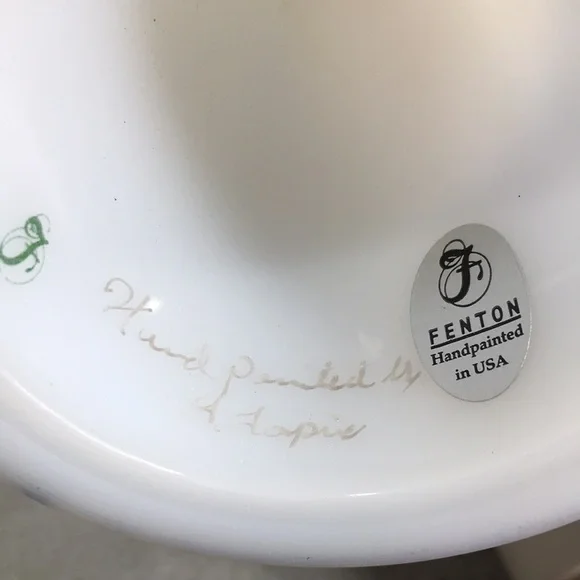 F
Hand Painted by
F
FENTON
Handpainted
in USA